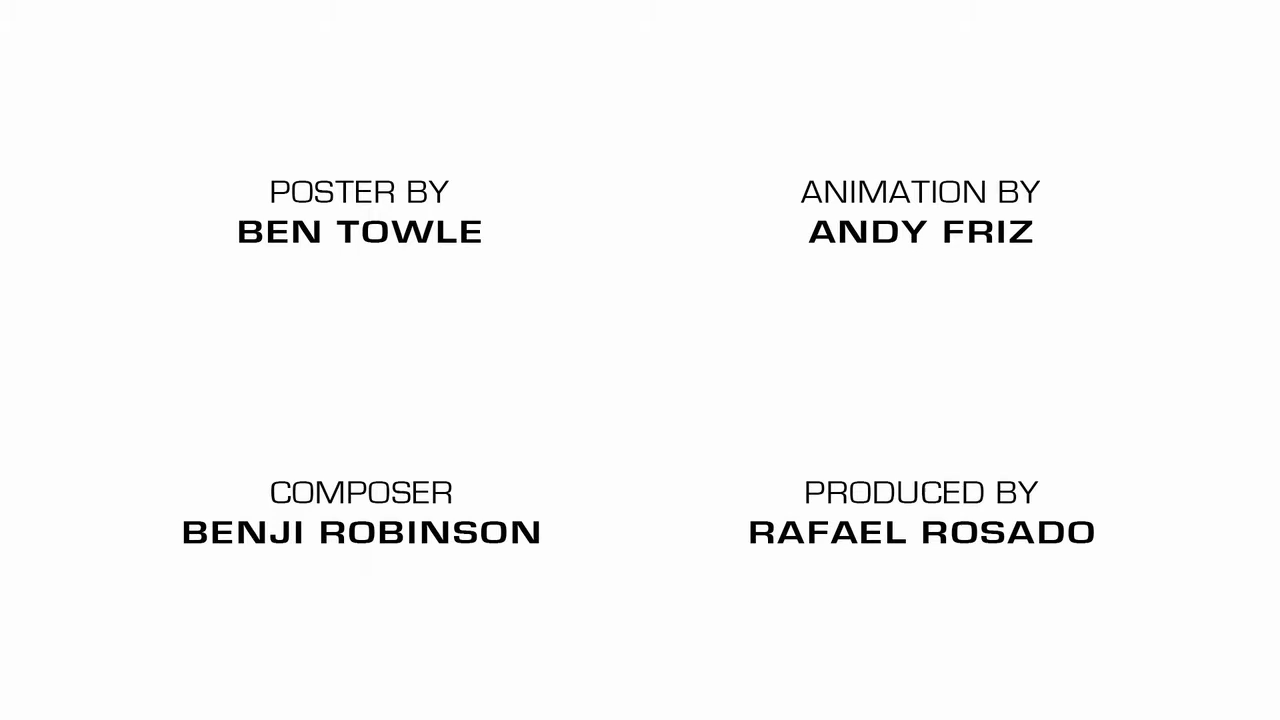 POSTER BY
BEN TOWLE
ANIMATION BY
ANDY FRIZ
COMPOSER
BENJI ROBINSON
PRODUCED BY
RAFAEL ROSADO